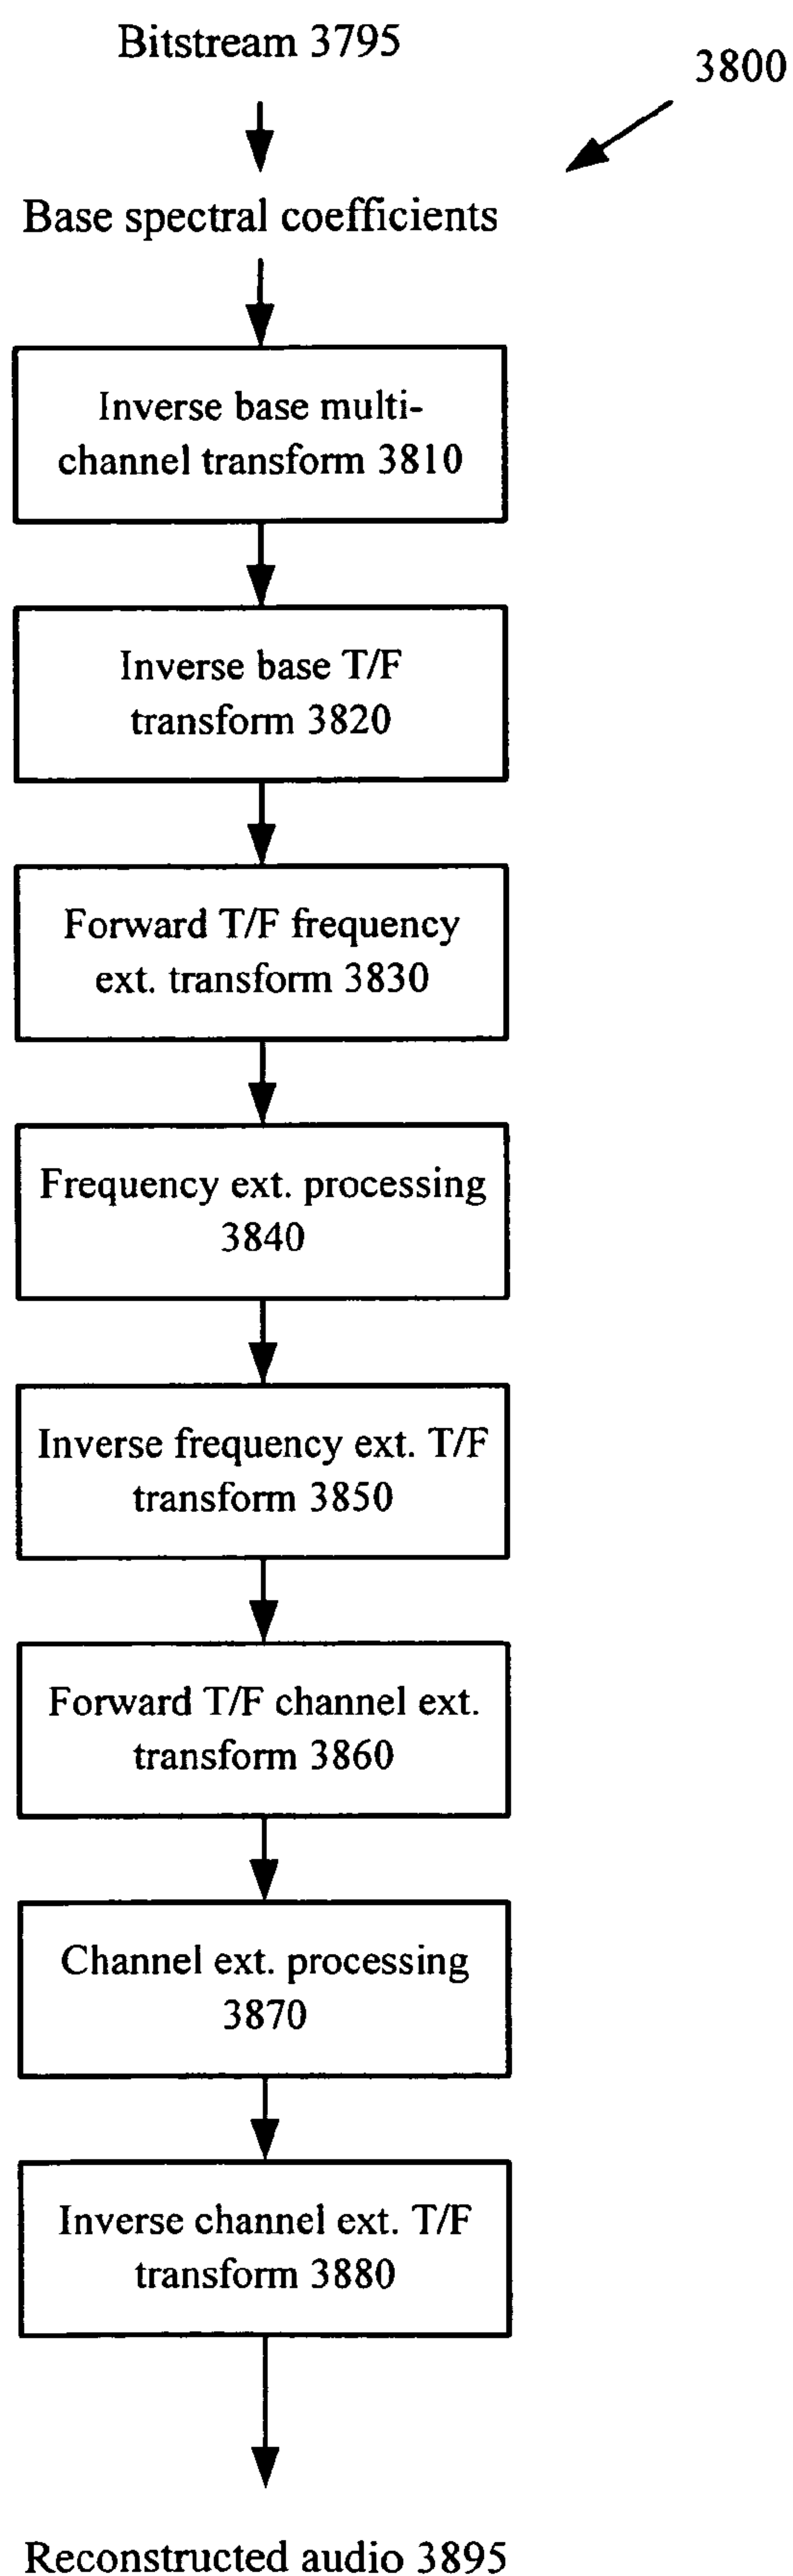 Bitstream 3795
3800
Base spectral coefficients
Inverse base multi-
channel transform 3810
Inverse base T/F
transform 3820
Forward T/F frequency
ext. transform 3830
Frequency ext. processing
3840
Inverse frequency ext. T/F
transform 3850
Forward T/F channel ext.
transform 3860
Channel ext. processing
3870
Inverse channel ext. T/F
transform 3880
Reconstructed audio 3895